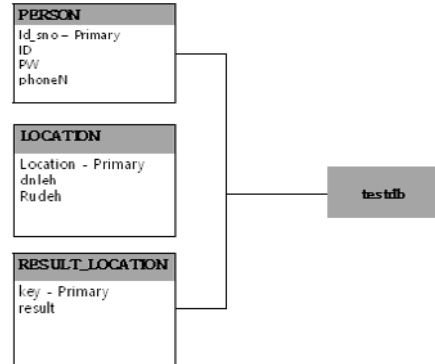 PERSON
Id_sno – Primary
ID
PW
phoneN
LOCATION
Location - Primary
dnleh
Rudeh
RESULT_LOCATION
key - Primary
result
testdb